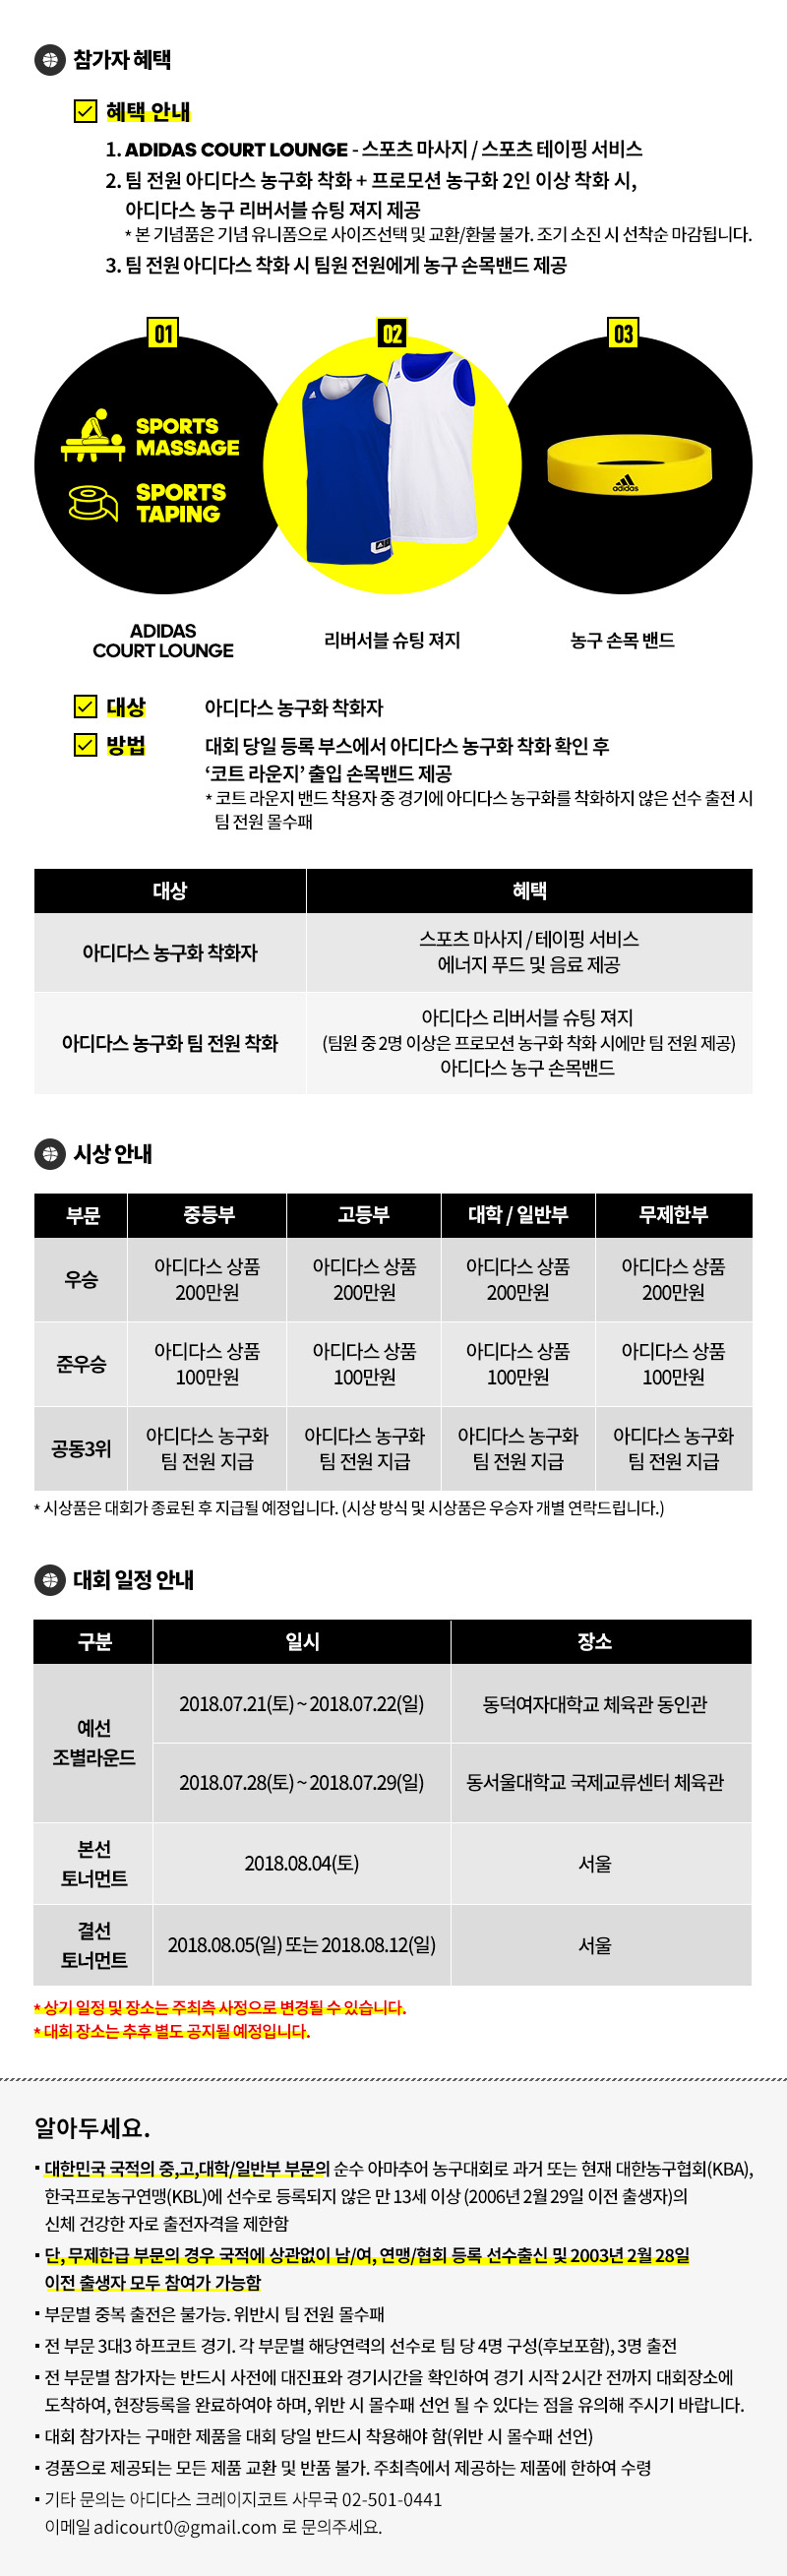 참가자 혜택
혜택 안내
1. ADIDAS COURT LOUNGE - 스포츠 마사지 / 스포츠 테이핑 서비스
2. 팀 전원 아디다스 농구화 착화 + 프로모션 농구화 2인 이상 착화 시,
아디다스 농구 리버서블 슈팅 져지 제공
* 본 기념품은 기념 유니폼으로 사이즈선택 및 교환/환불 불가. 조기 소진 시 선착순 마감됩니다.
3. 팀 전원 아디다스 착화 시 팀원 전원에게 농구 손목밴드 제공
01 02 03
SPORTS
MASSAGE
SPORTS
TAPING
adidas
ADIDAS
COURT LOUNGE
리버서블 슈팅 져지
농구 손목 밴드
대상 아디다스 농구화 착화자
방법 대회 당일 등록 부스에서 아디다스 농구화 착화 확인 후
‘코트 라운지’ 출입 손목밴드 제공
* 코트 라운지 밴드 착용자 중 경기에 아디다스 농구화를 착화하지 않은 선수 출전 시
팀 전원 몰수패
대상 혜택
아디다스 농구화 착화자
스포츠 마사지 / 테이핑 서비스
에너지 푸드 및 음료 제공
아디다스 농구화 팀 전원 착화
아디다스 리버서블 슈팅 져지
(팀원 중 2명 이상은 프로모션 농구화 착화 시에만 팀 전원 제공)
아디다스 농구 손목밴드
시상 안내
부문 중등부 고등부 대학 / 일반부 무제한부
우승
아디다스 상품 아디다스 상품 아디다스 상품 아디다스 상품
200만원 200만원 200만원 200만원
준우승
아디다스 상품 아디다스 상품 아디다스 상품 아디다스 상품
100만원 100만원 100만원 100만원
공동3위
아디다스 농구화 아디다스 농구화 아디다스 농구화 아디다스 농구화
팀 전원 지급 팀 전원 지급 팀 전원 지급 팀 전원 지급
* 시상품은 대회가 종료된 후 지급될 예정입니다. (시상 방식 및 시상품은 우승자 개별 연락드립니다.)
대회 일정 안내
구분 일시 장소
예선
조별라운드
2018.07.21(토) ~ 2018.07.22(일) 동덕여자대학교 체육관 동인관
2018.07.28(토) ~ 2018.07.29(일) 동서울대학교 국제교류센터 체육관
본선
토너먼트
2018.08.04(토) 서울
결선
토너먼트
2018.08.05(일) 또는 2018.08.12(일) 서울
* 상기 일정 및 장소는 주최측 사정으로 변경될 수 있습니다.
* 대회 장소는 추후 별도 공지될 예정입니다.
알아두세요.
▪ 대한민국 국적의 중,고,대학/일반부 부문의 순수 아마추어 농구대회로 과거 또는 현재 대한농구협회(KBA),
한국프로농구연맹(KBL)에 선수로 등록되지 않은 만 13세 이상 (2006년 2월 29일 이전 출생자)의
신체 건강한 자로 출전자격을 제한함
▪ 단, 무제한급 부문의 경우 국적에 상관없이 남/여, 연맹/협회 등록 선수출신 및 2003년 2월 28일
이전 출생자 모두 참여가 가능함
▪ 부문별 중복 출전은 불가능. 위반시 팀 전원 몰수패
▪ 전 부문 3대3 하프코트 경기. 각 부문별 해당연력의 선수로 팀 당 4명 구성(후보포함), 3명 출전
▪ 전 부문별 참가자는 반드시 사전에 대진표와 경기시간을 확인하여 경기 시작 2시간 전까지 대회장소에
도착하여, 현장등록을 완료하여야 하며, 위반 시 몰수패 선언 될 수 있다는 점을 유의해 주시기 바랍니다.
▪ 대회 참가자는 구매한 제품을 대회 당일 반드시 착용해야 함(위반 시 몰수패 선언)
▪ 경품으로 제공되는 모든 제품 교환 및 반품 불가. 주최측에서 제공하는 제품에 한하여 수령
▪ 기타 문의는 아디다스 크레이지코트 사무국 02-501-0441
이메일 adicourt0@gmail.com 로 문의주세요.